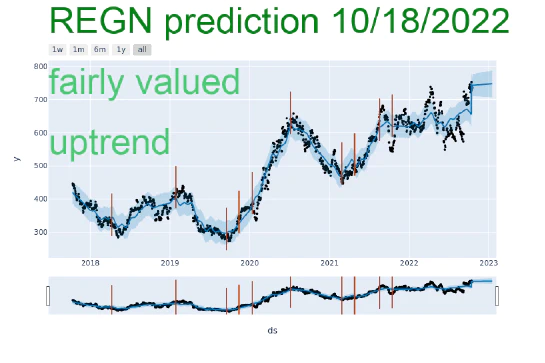 REGN prediction 10/18/2022
1w 1m 6m 1y all
800
fairly valued
700
600
uptrend
y
500
400
300
2018 2019 2020 2021 2022 2023
ds